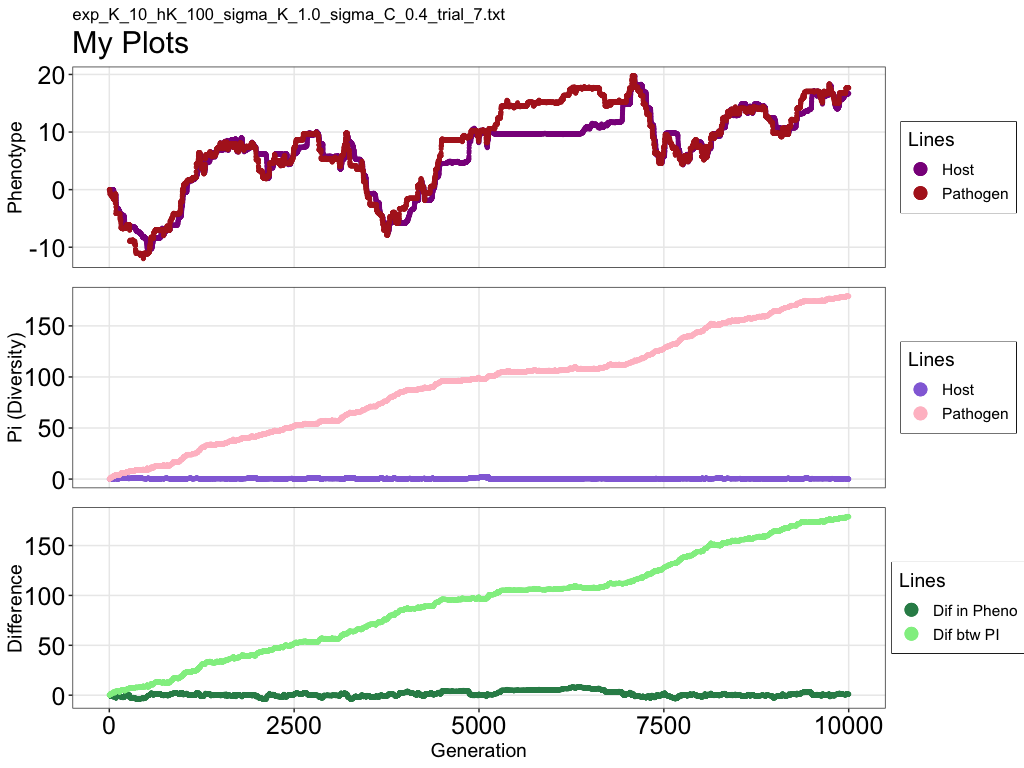 exp_K_10_hK_100_sigma_K_1.0_sigma_C_0.4_trial_7.txt
My Plots
20
10
0
-10
Phenotype
Lines
Host
Pathogen
150
100
50
0
Pi (Diversity)
Lines
Host
Pathogen
150
100
50
0
Difference
Lines
Dif in Pheno
Dif btw PI
0 2500 5000 7500 10000
Generation